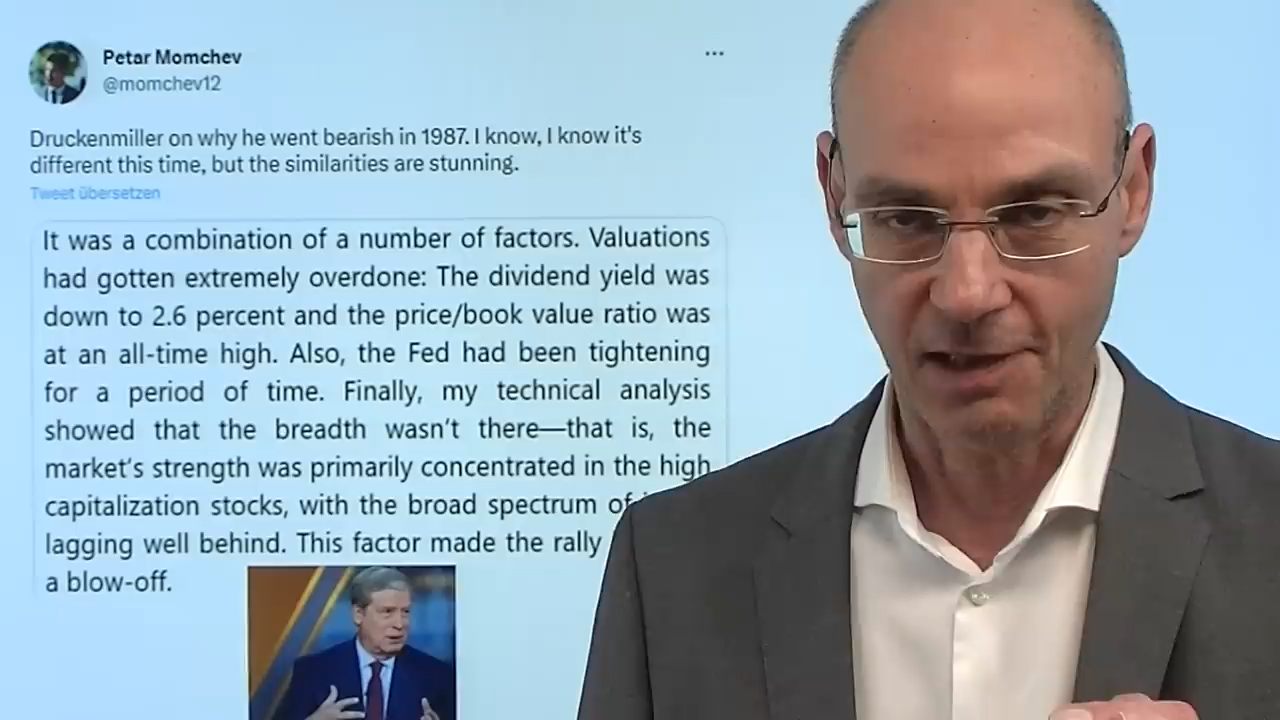 Petar Momchev
@momchev12
Druckenmiller on why he went bearish in 1987. I know, I know it's
different this time, but the similarities are stunning.
Tweet übersetzen
It was a combination of a number of factors. Valuations
had gotten extremely overdone: The dividend yield was
down to 2.6 percent and the price/book value ratio was
at an all-time high. Also, the Fed had been tightening
for a period of time. Finally, my technical analysis
showed that the breadth wasn't there—that is, the
market's strength was primarily concentrated in the high
capitalization stocks, with the broad spectrum of
lagging well behind. This factor made the rally
a blow-off.